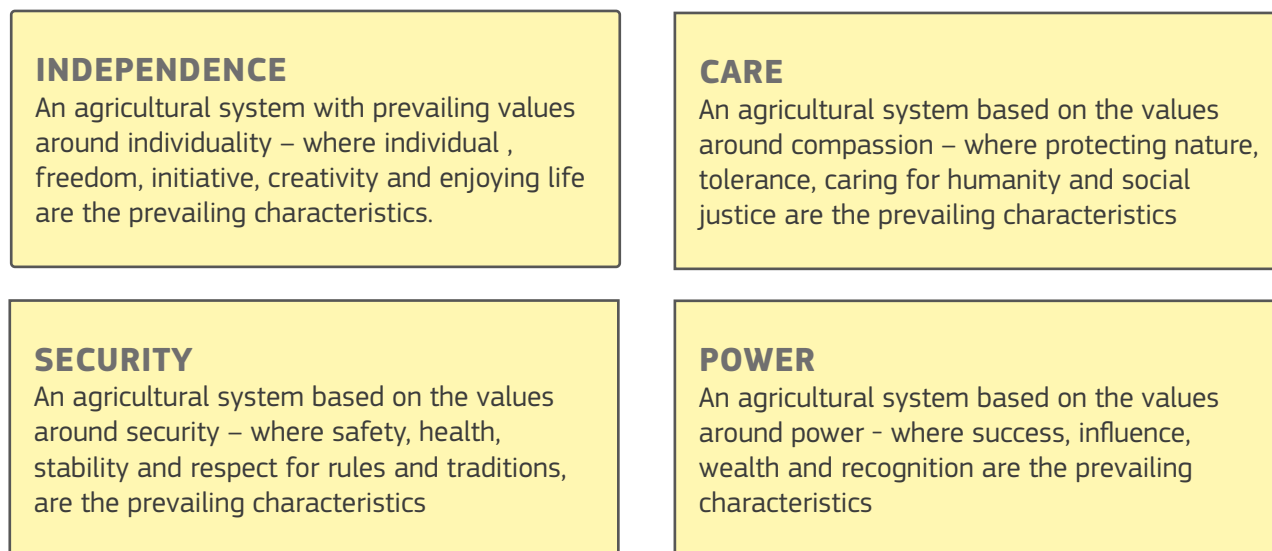 INDEPENDENCE
An agricultural system with prevailing values
around individuality – where individual ,
freedom, initiative, creativity and enjoying life
are the prevailing characteristics.
CARE
An agricultural system based on the values
around compassion – where protecting nature,
tolerance, caring for humanity and social
justice are the prevailing characteristics
SECURITY
An agricultural system based on the values
around security – where safety, health,
stability and respect for rules and traditions,
are the prevailing characteristics
POWER
An agricultural system based on the values
around power - where success, influence,
wealth and recognition are the prevailing
characteristics